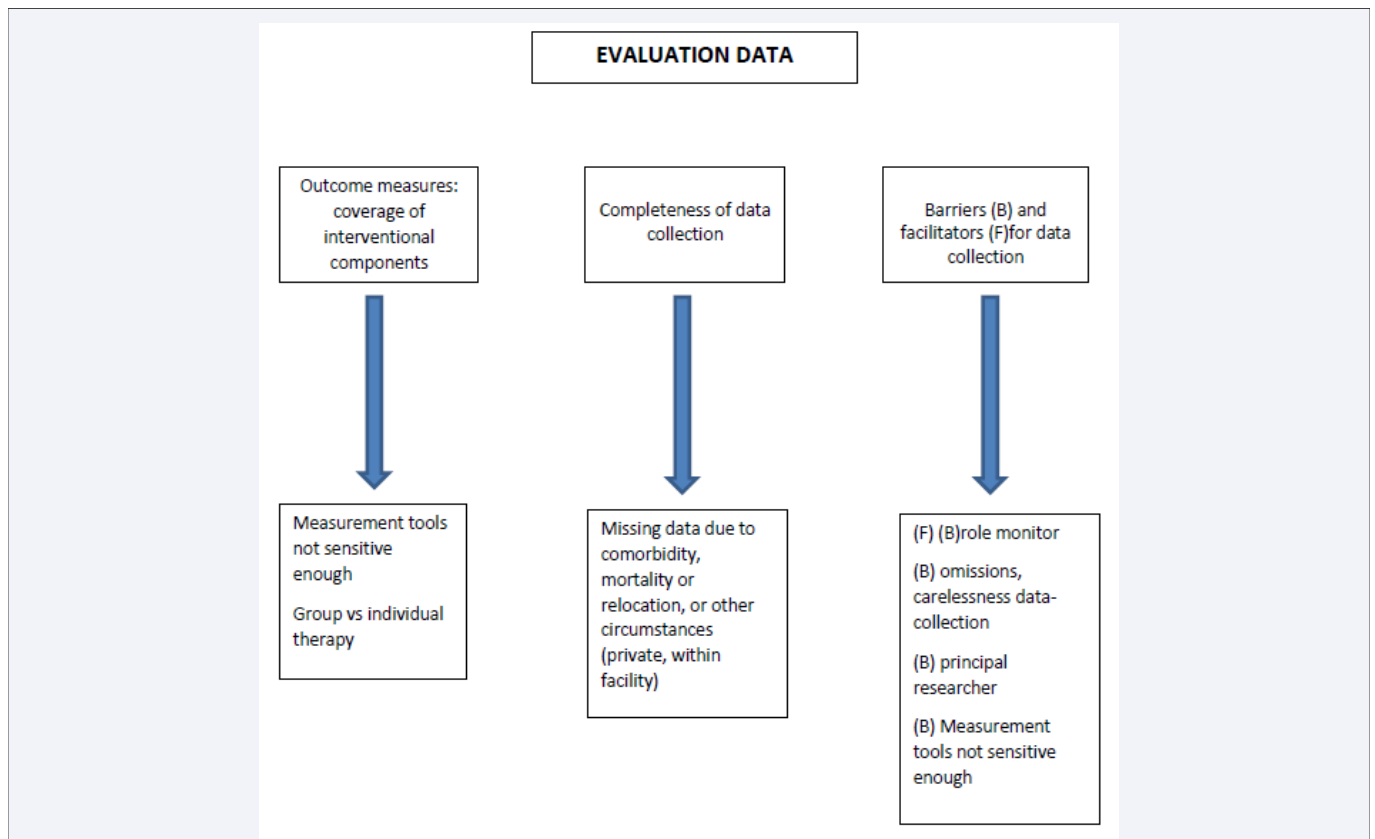 EVALUATION DATA
Outcome measures:
coverage of
interventional
components
Completeness of data
collection
Barriers (B) and
facilitators (F)for data
collection
Measurement tools
not sensitive
enough
Group vs individual
therapy
Missing data due to
comorbidity,
mortality or
relocation, or other
circumstances
(private, within
facility)
(F) (B)role monitor
(B) omissions,
carelessness data-
collection
(B) principal
researcher
(B) Measurement
tools not sensitive
enough